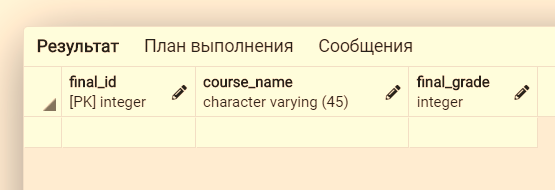 Результат План выполнения Сообщения
final_id course_name final_grade
[PK] integer character varying (45) integer